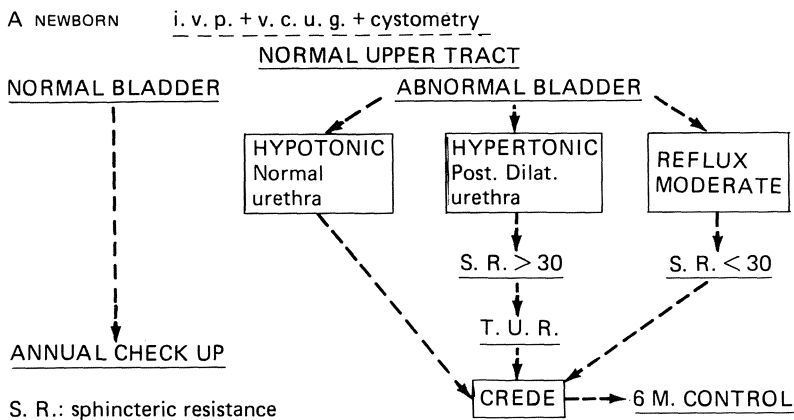 A NEWBORN i. v. p. + v. c. u. g. + cystometry
NORMAL UPPER TRACT
NORMAL BLADDER
ABNORMAL BLADDER
HYPOTONIC
Normal
urethra
HYPERTONIC
Post. Dilat.
urethra
REFLUX
MODERATE
S. R. > 30
S. R. < 30
T. U. R.
ANNUAL CHECK UP
CREDE
6 M. CONTROL
S. R.: sphincteric resistance